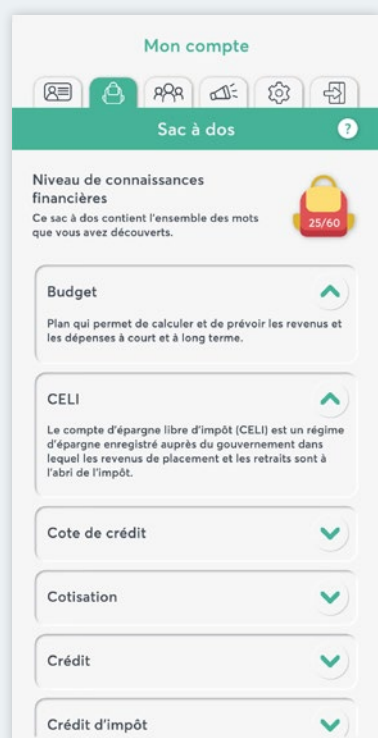 Mon compte
Sac à dos
?
Niveau de connaissances
financières
Ce sac à dos contient l'ensemble des mots
que vous avez découverts.
25/60
Budget
Plan qui permet de calculer et de prévoir les revenus et
les dépenses à court et à long terme.
CELI
Le compte d'épargne libre d'impôt (CELI) est un régime
d'épargne enregistré auprès du gouvernement dans
lequel les revenus de placement et les retraits sont à
l'abri de l'impôt.
Cote de crédit
Cotisation
Crédit
Crédit d'impôt